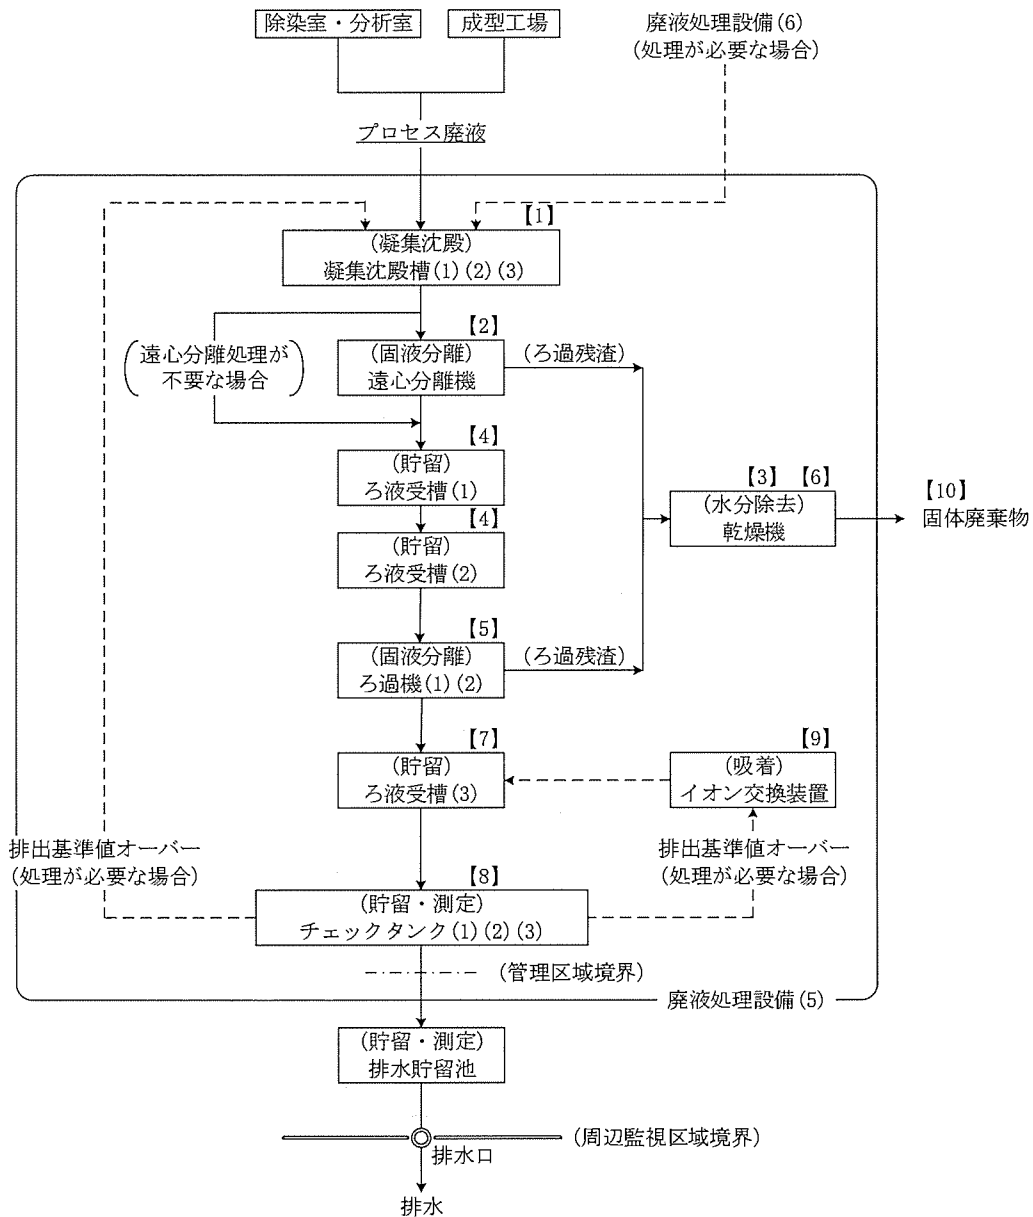 除染室・分析室
成型工場
廃液処理設備(6)
(処理が必要な場合)
プロセス廃液
【1】
(凝集沈殿)
凝集沈殿槽(1)(2)(3)
【2】
(遠心分離処理が
不要な場合)
(固液分離)
遠心分離機
(ろ過残渣)
【4】
(貯留)
ろ液受槽(1)
【3】 【6】
(水分除去)
乾燥機
【10】
固体廃棄物
【4】
(貯留)
ろ液受槽(2)
【5】
(固液分離)
ろ過機(1)(2)
(ろ過残渣)
【7】
(貯留)
ろ液受槽(3)
【9】
(吸着)
イオン交換装置
排出基準値オーバー
(処理が必要な場合)
排出基準値オーバー
(処理が必要な場合)
【8】
(貯留・測定)
チェックタンク(1)(2)(3)
(管理区域境界)
廃液処理設備(5)
(貯留・測定)
排水貯留池
(周辺監視区域境界)
排水口
排水